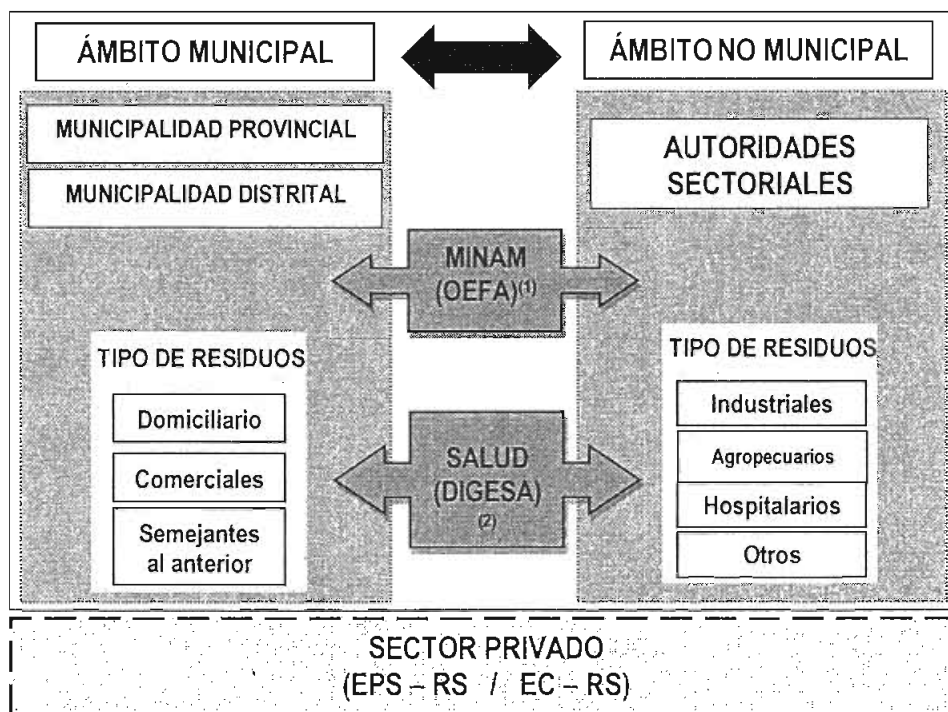 ÁMBITO MUNICIPAL
ÁMBITO NO MUNICIPAL
MUNICIPALIDAD PROVINCIAL
MUNICIPALIDAD DISTRITAL
AUTORIDADES
SECTORIALES
MINAM
(OEFA)(1)
TIPO DE RESIDUOS
Domiciliario
Comerciales
Semejantes
al anterior
SALUD
(DIGESA)
(2)
TIPO DE RESIDUOS
Industriales
Agropecuarios
Hospitalarios
Otros
SECTOR PRIVADO
(EPS – RS / EC – RS)